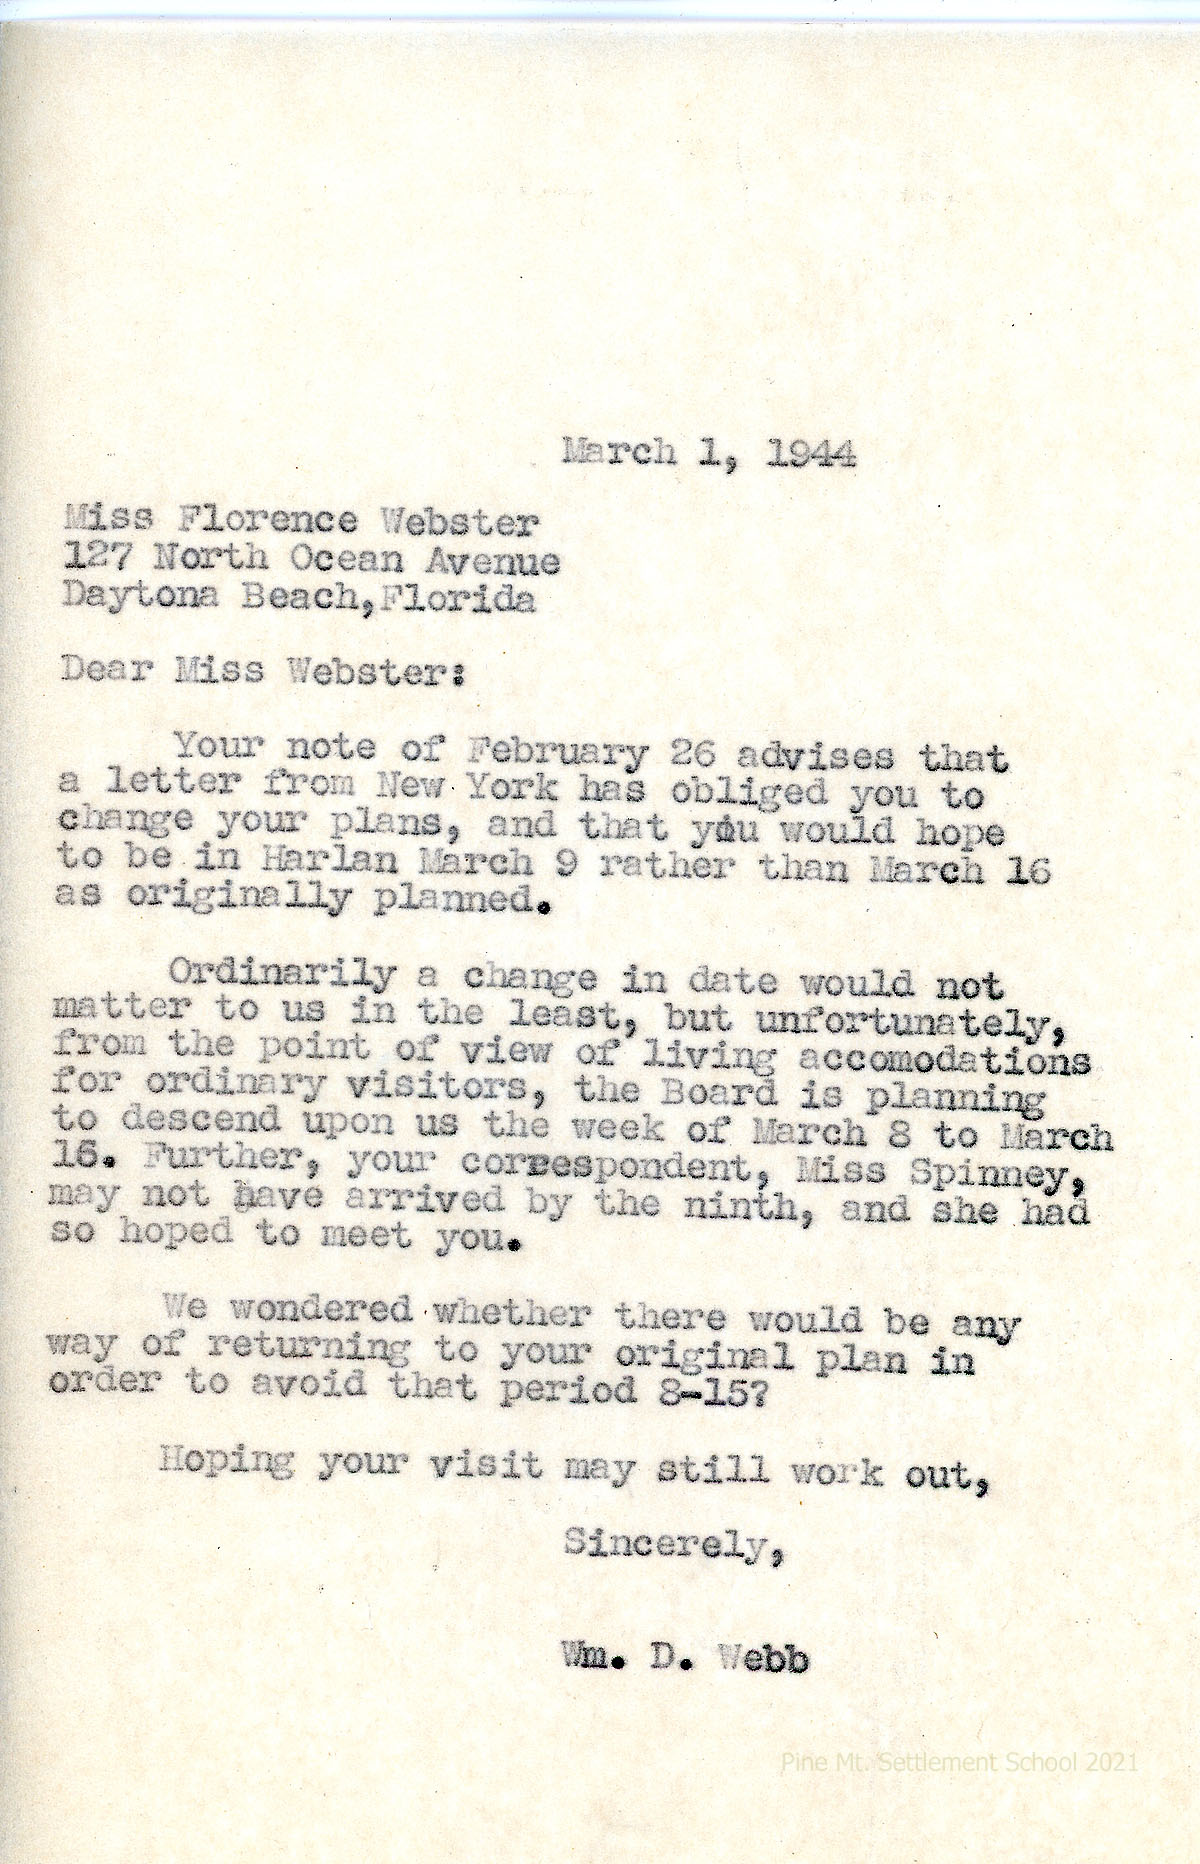 March 1, 1944
Miss Florence Webster
127 North Ocean Avenue
Daytona Beach,Florida
Dear Miss Webster:
Your note of February 26 advises that
a letter from New York has obliged you to
change your plans, and that you would hope
to be in Harlan March 9 rather than March 16
as originally planned.
Ordinarily a change in date would not
matter to us in the least, but unfortunately,
from the point of view of living accomodations
for ordinary visitors, the Board is planning
to descend upon us the week of March 8 to March
15. Further, your correspondent, Miss Spinney,
may not have arrived by the ninth, and she had
so hoped to meet you.
We wondered whether there would be any
way of returning to your original plan in
order to avoid that period 8-15?
Hoping your visit may still work out,
Sincerely,
Wm. D. Webb
Pine Mt. Settlement School 2021